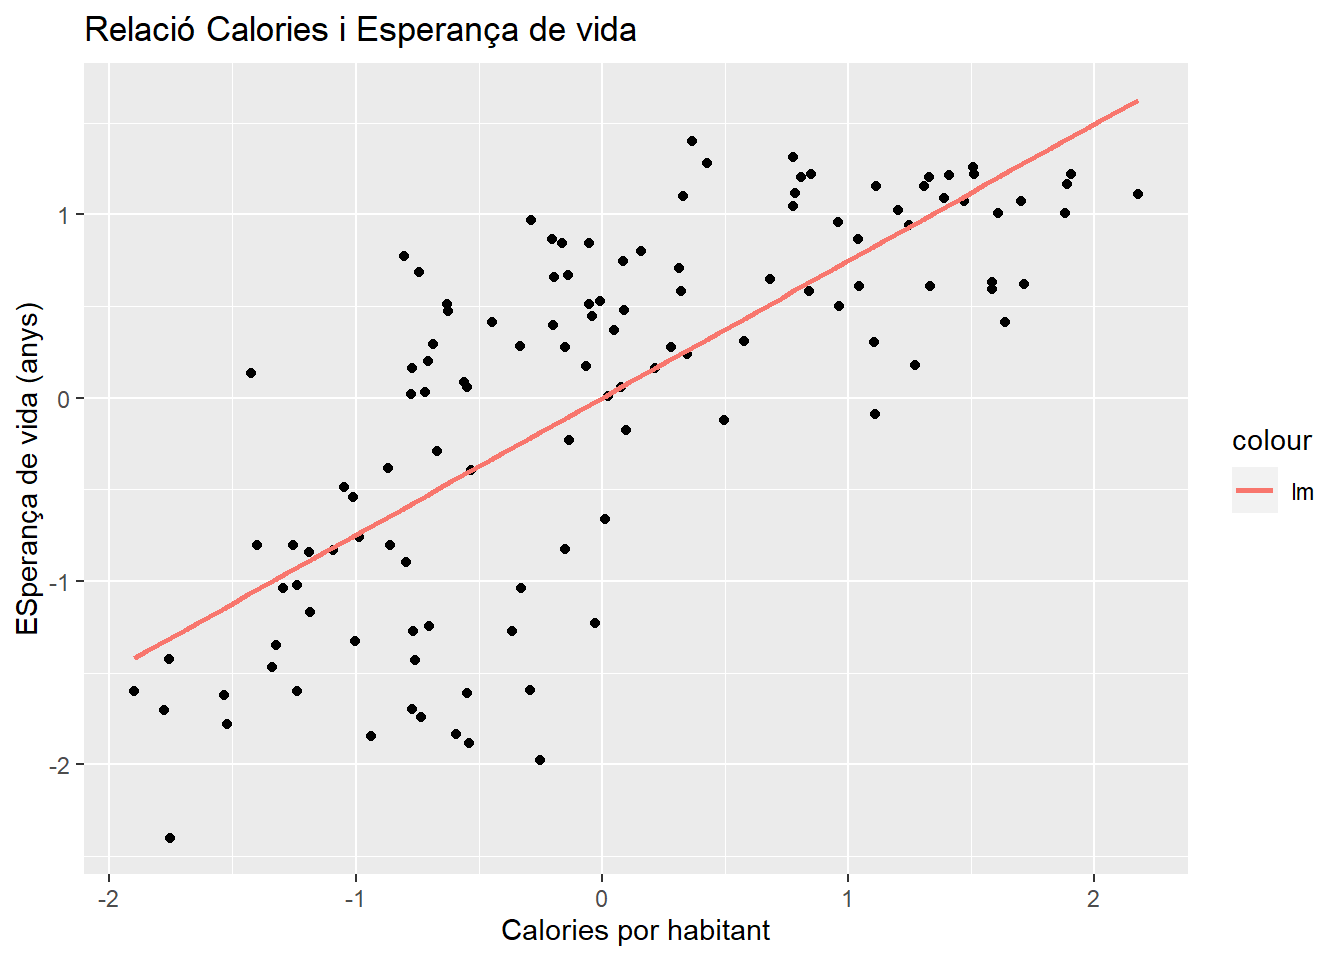 Relació Calories i Esperança de vida
ESperança de vida (anys)
1
0
-1
-2
-2
-1
0
1
2
Calories por habitant
colour
lm